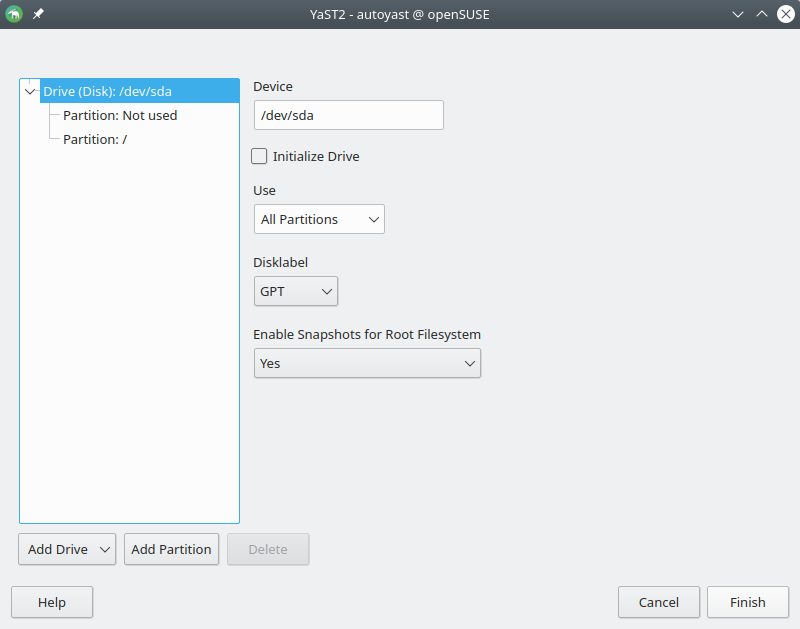 YaST2 - autoyast @ openSUSE
Drive (Disk): /dev/sda
Partition: Not used
Partition: /
Device
/dev/sda
Initialize Drive
Use
All Partitions
Disklabel
GPT
Enable Snapshots for Root Filesystem
Yes
Add Drive
Add Partition
Delete
Help
Cancel
Finish